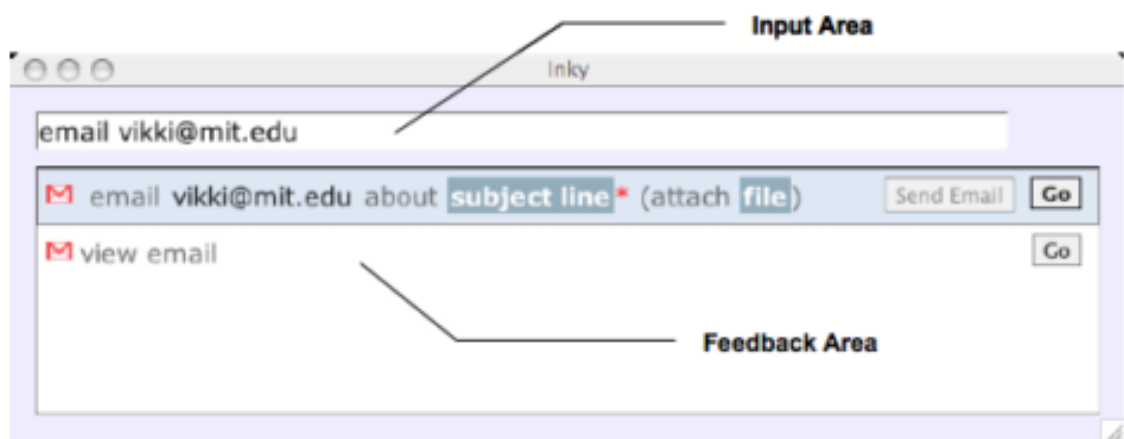 Input Area
Inky
email vikki@mit.edu
email vikki@mit.edu about subject line* (attach file) Send Email Go
view email Go
Feedback Area